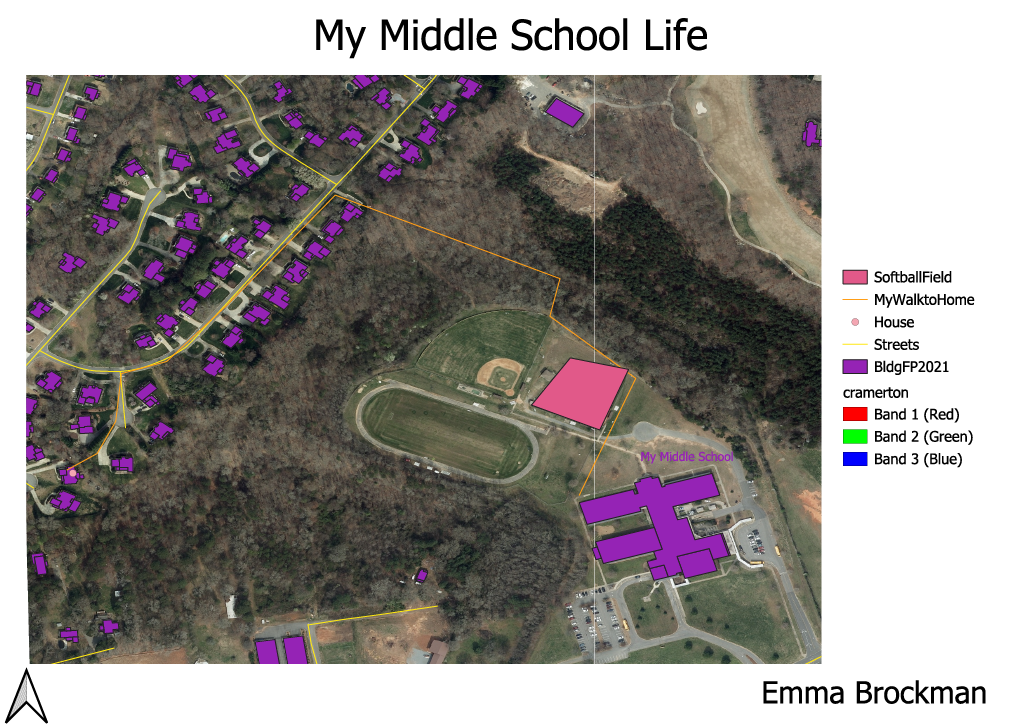 My Middle School Life
SoftballField
MyWalktoHome
House
Streets
BldgFP2021
cramerton
Band 1 (Red)
Band 2 (Green)
Band 3 (Blue)
My Middle School
Emma Brockman